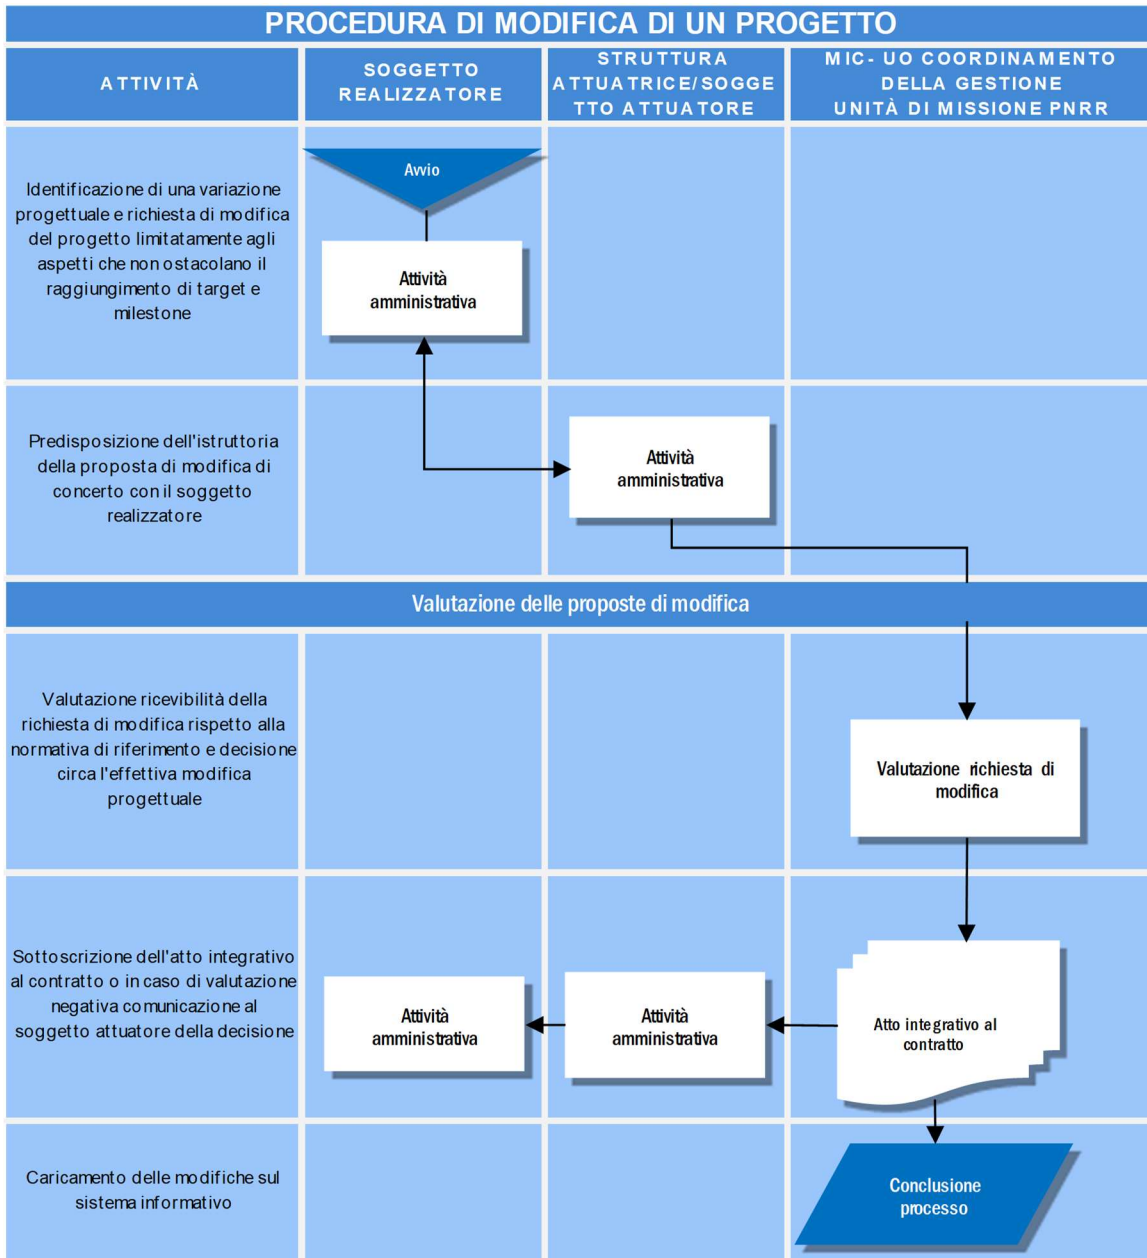 PROCEDURA DI MODIFICA DI UN PROGETTO
ATTIVITÀ
SOGGETTO
REALIZZATORE
STRUTTURA
ATTUATRICE/SOGGE
TTO ATTUATORE
MIC- UO COORDINAMENTO
DELLA GESTIONE
UNITÀ DI MISSIONE PNRR
Identificazione di una variazione
progettuale e richiesta di modifica
del progetto limitatamente agli
aspetti che non ostacolano il
raggiungimento di target e
milestone
Avvio
Attività
amministrativa
Predisposizione dell'istruttoria
della proposta di modifica di
concerto con il soggetto
realizzatore
Attività
amministrativa
Valutazione delle proposte di modifica
Valutazione ricevibilità della
richiesta di modifica rispetto alla
normativa di riferimento e decisione
circa l'effettiva modifica
progettuale
Valutazione richiesta di
modifica
Sottoscrizione dell'atto integrativo
al contratto o in caso di valutazione
negativa comunicazione al
soggetto attuatore della decisione
Attività
amministrativa
Attività
amministrativa
Atto integrativo al
contratto
Caricamento delle modifiche sul
sistema informativo
Conclusione
processo